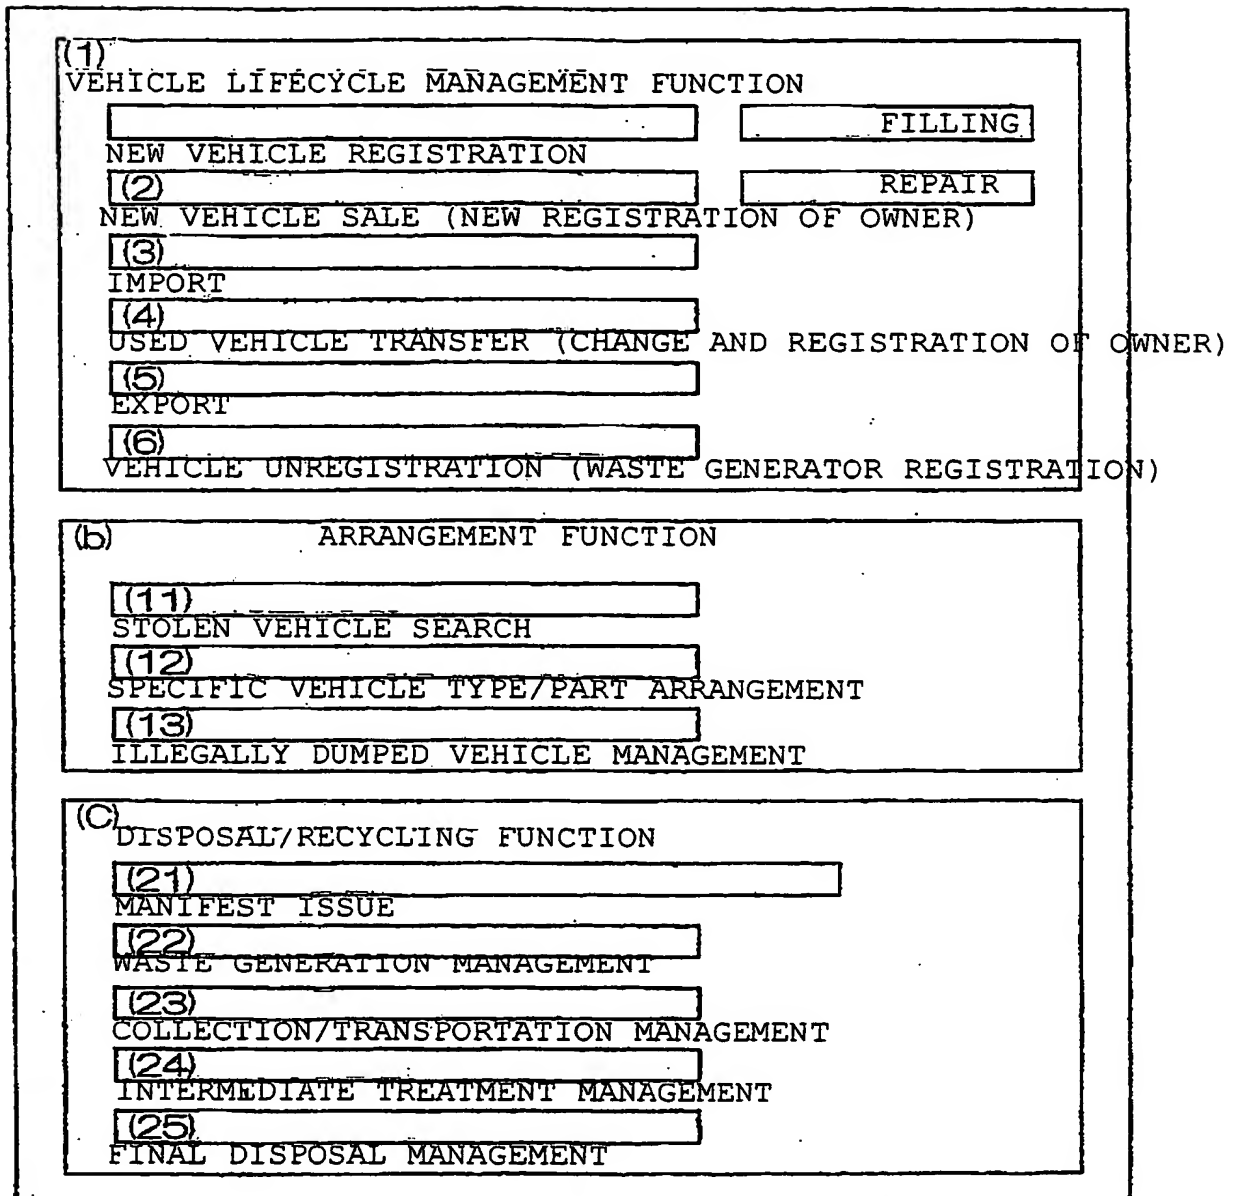 (1)
VEHICLE LIFECYCLE MANAGEMENT FUNCTION
FILLING
NEW VEHICLE REGISTRATION
(2) REPAIR
NEW VEHICLE SALE (NEW REGISTRATION OF OWNER)
(3)
IMPORT
(4)
USED VEHICLE TRANSFER (CHANGE AND REGISTRATION OF OWNER)
(5)
EXPORT
(6)
VEHICLE UNREGISTRATION (WASTE GENERATOR REGISTRATION)
(b) ARRANGEMENT FUNCTION
(11)
STOLEN VEHICLE SEARCH
(12)
SPECIFIC VEHICLE TYPE/PART ARRANGEMENT
(13)
ILLEGALLY DUMPED VEHICLE MANAGEMENT
(C)
DISPOSAL/RECYCLING FUNCTION
(21)
MANIFEST ISSUE
(22)
WASTE GENERATION MANAGEMENT
(23)
COLLECTION/TRANSPORTATION MANAGEMENT
(24)
INTERMEDIATE TREATMENT MANAGEMENT
(25)
FINAL DISPOSAL MANAGEMENT